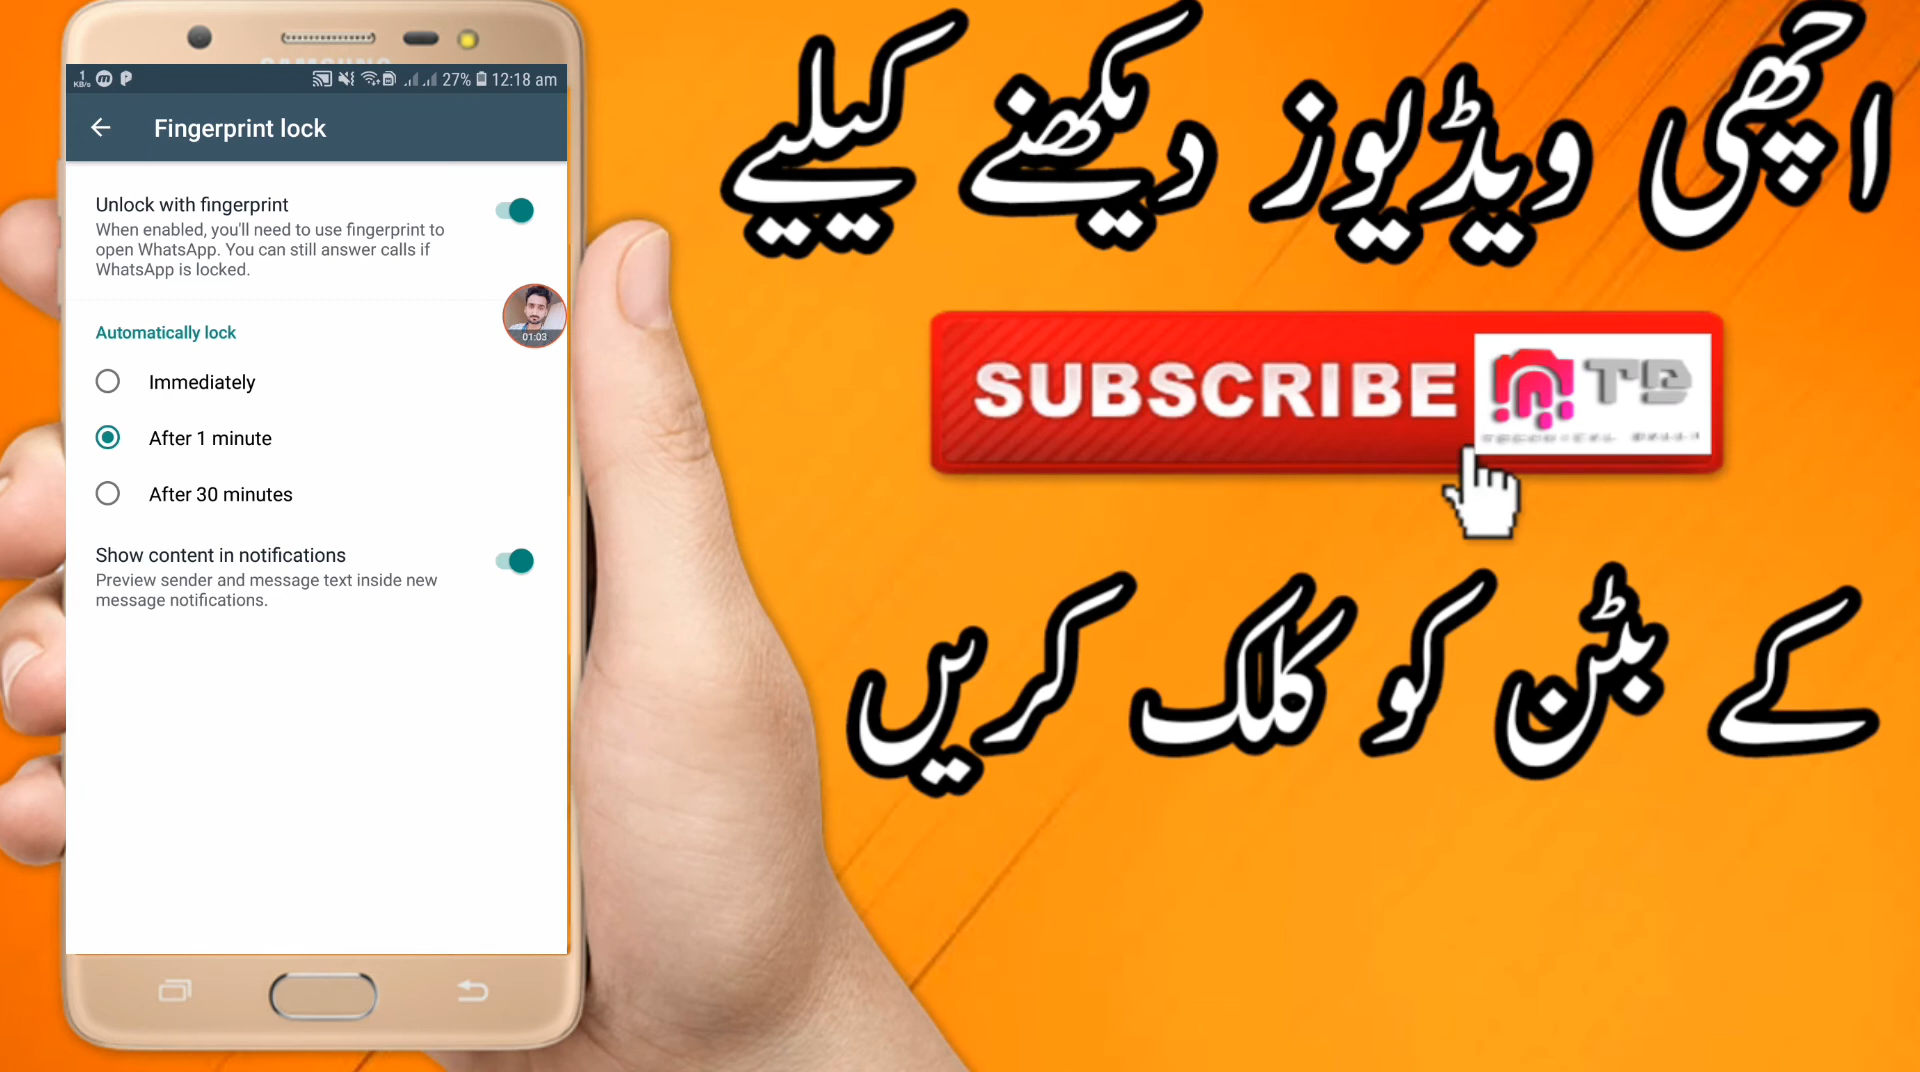 SAMSUNG
1
KB/s
27% 12:18 am
Fingerprint lock
Unlock with fingerprint
When enabled, you'll need to use fingerprint to
open WhatsApp. You can still answer calls if
WhatsApp is locked.
01:03
Automatically lock
Immediately
After 1 minute
After 30 minutes
Show content in notifications
Preview sender and message text inside new
message notifications.
اچھی ویڈیوز دیکھنے کیلیے
SUBSCRIBE
کے بٹن کو کلک کریں